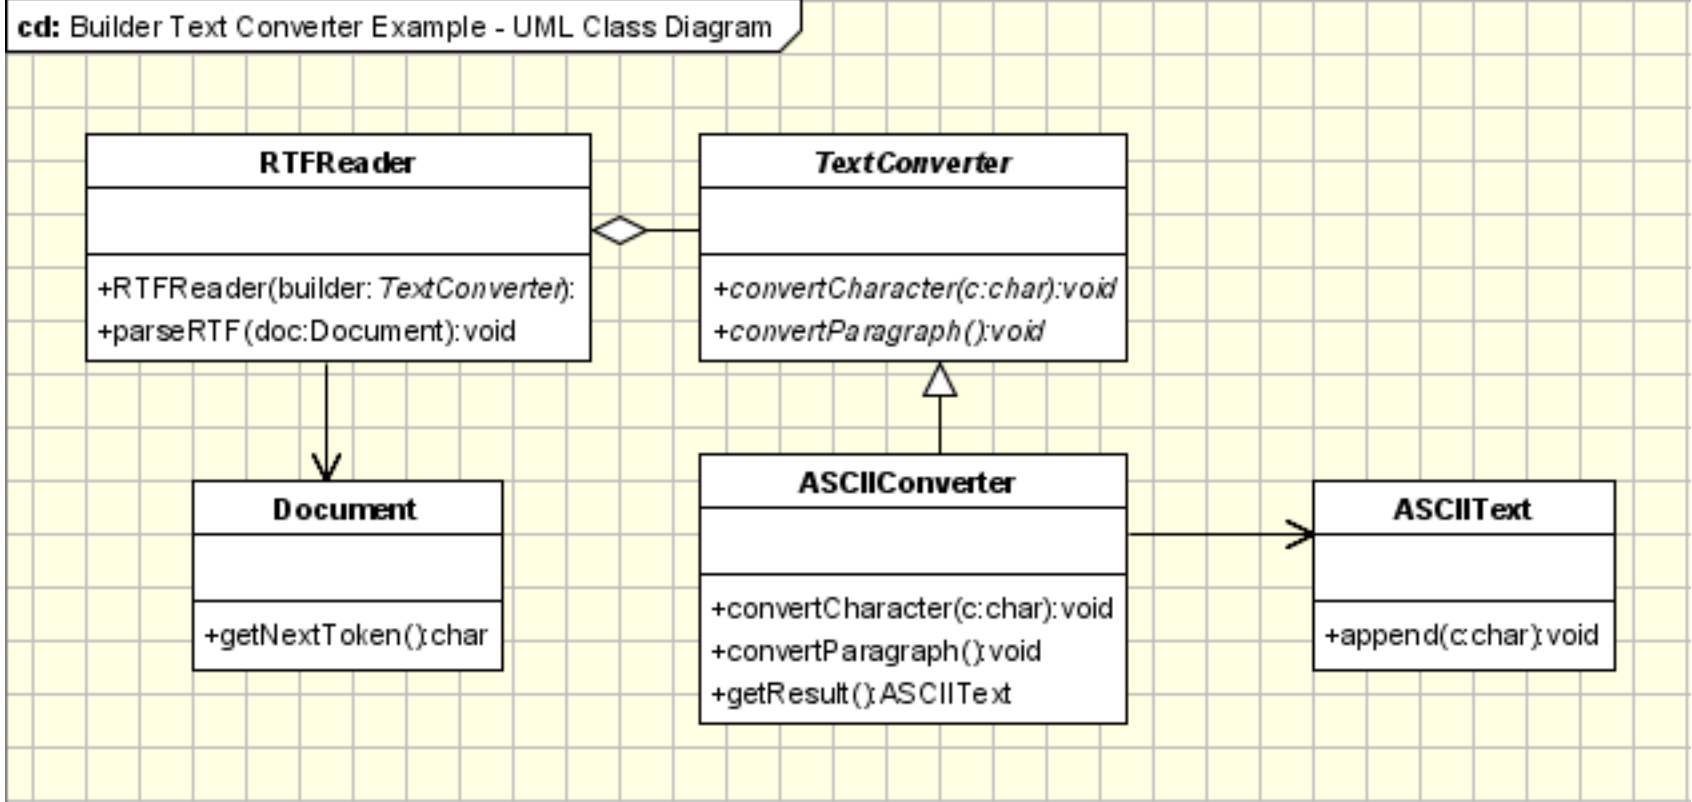 cd: Builder Text Converter Example - UML Class Diagram
RTFReader
+RTFReader(builder: TextConverter):
+parseRTF(doc:Document):void
TextConverter
+convertCharacter(c:char):void
+convertParagraph():void
Document
+getNextToken():char
ASCIIConverter
+convertCharacter(c:char):void
+convertParagraph():void
+getResult():ASCIIText
ASCIIText
+append(c:char):void